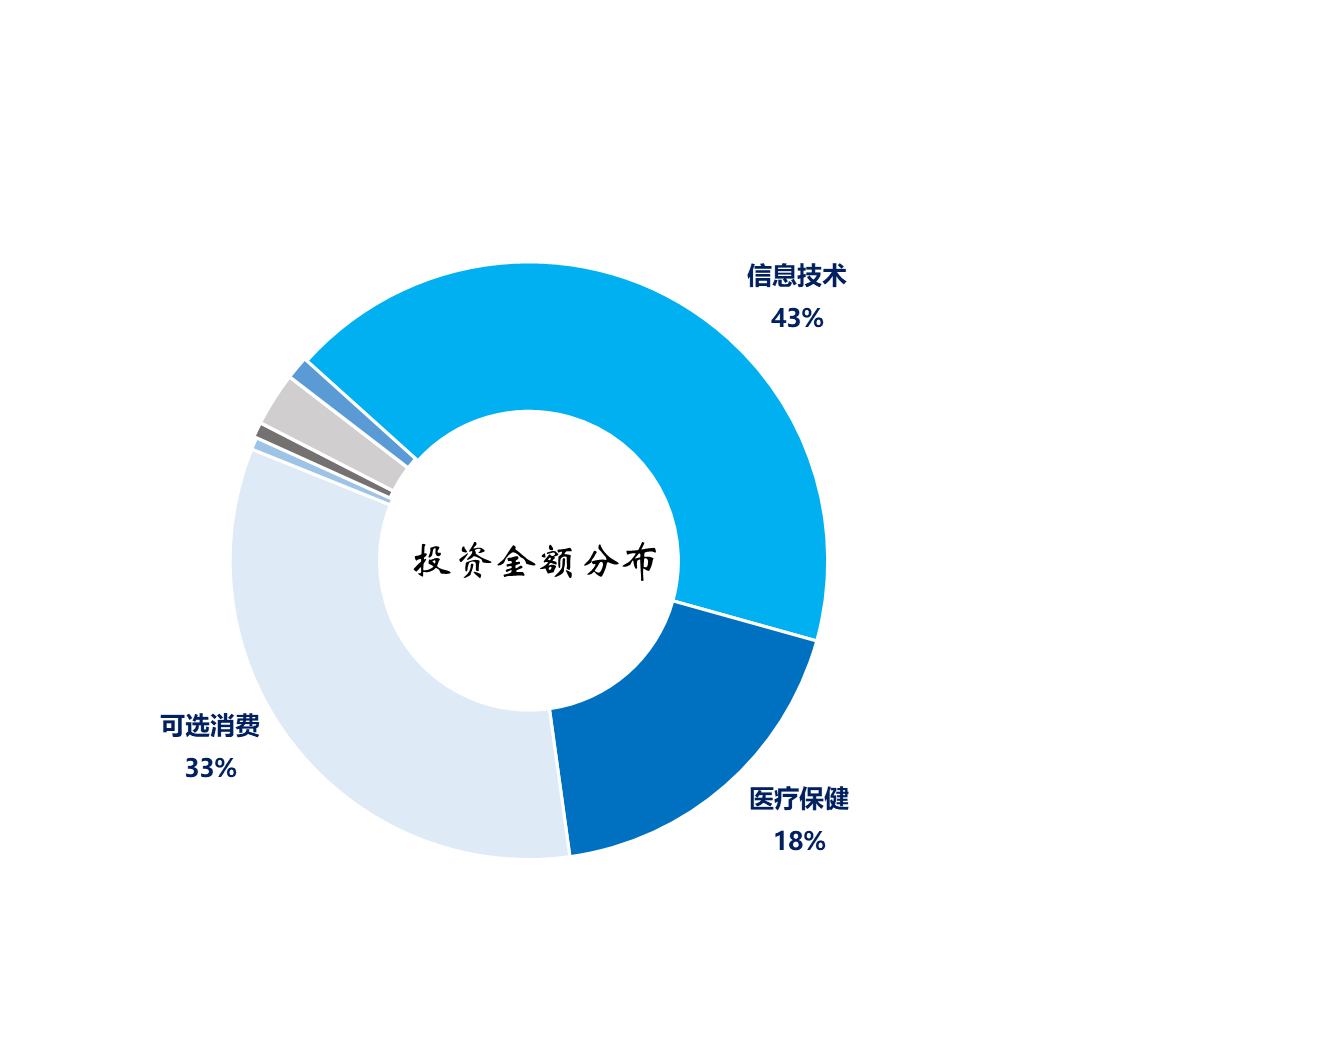 信息技术
43%
投资金额分布
可选消费
33%
医疗保健
18%